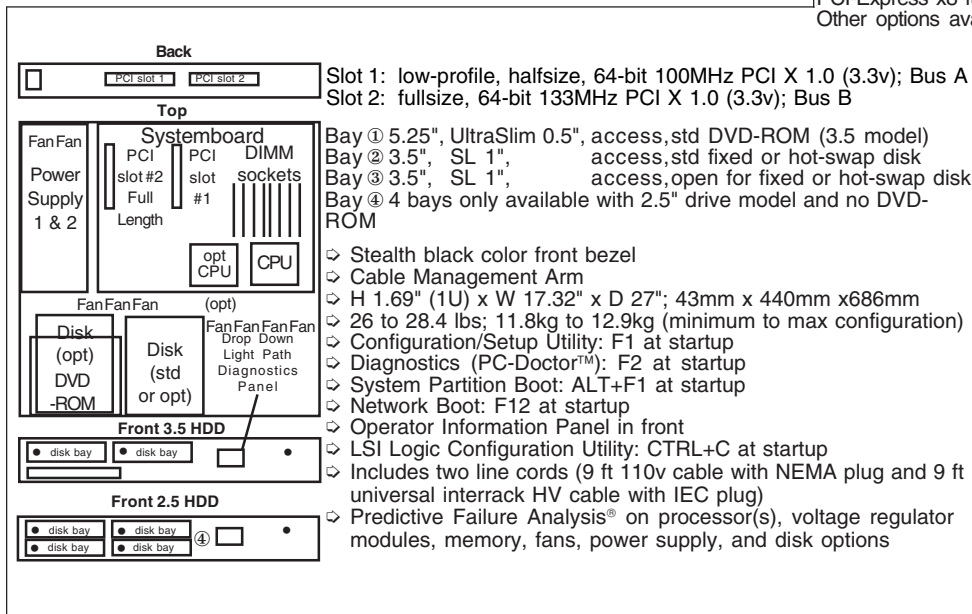 PCI Express x8 f
Other options ava
Back
PCI slot 1 PCI slot 2
Slot 1: low-profile, halfsize, 64-bit 100MHz PCI X 1.0 (3.3v); Bus A
Slot 2: fullsize, 64-bit 133MHz PCI X 1.0 (3.3v); Bus B
Top
Fan Fan
Power
Supply
1 & 2
Systemboard
PCI
slot #2
Full
Length
PCI
slot
#1
DIMM
sockets
opt
CPU
CPU
Fan Fan Fan
(opt)
Fan Fan Fan Fan
Disk
(opt)
DVD
-ROM
Disk
(std
or opt)
Drop Down
Light Path
Diagnostics
Panel
Front 3.5 HDD
disk bay disk bay
Front 2.5 HDD
disk bay disk bay
disk bay disk bay
④
Bay ① 5.25", UltraSlim 0.5", access,std DVD-ROM (3.5 model)
Bay ② 3.5", SL 1", access,std fixed or hot-swap disk
Bay ③ 3.5", SL 1", access,open for fixed or hot-swap disk
Bay ④ 4 bays only available with 2.5" drive model and no DVD-
ROM
➭ Stealth black color front bezel
➭ Cable Management Arm
➭ H 1.69" (1U) x W 17.32" x D 27"; 43mm x 440mm x686mm
➭ 26 to 28.4 lbs; 11.8kg to 12.9kg (minimum to max configuration)
➭ Configuration/Setup Utility: F1 at startup
➭ Diagnostics (PC-Doctor™): F2 at startup
➭ System Partition Boot: ALT+F1 at startup
➭ Network Boot: F12 at startup
➭ Operator Information Panel in front
➭ LSI Logic Configuration Utility: CTRL+C at startup
➭ Includes two line cords (9 ft 110v cable with NEMA plug and 9 ft
universal interrack HV cable with IEC plug)
➭ Predictive Failure Analysis® on processor(s), voltage regulator
modules, memory, fans, power supply, and disk options